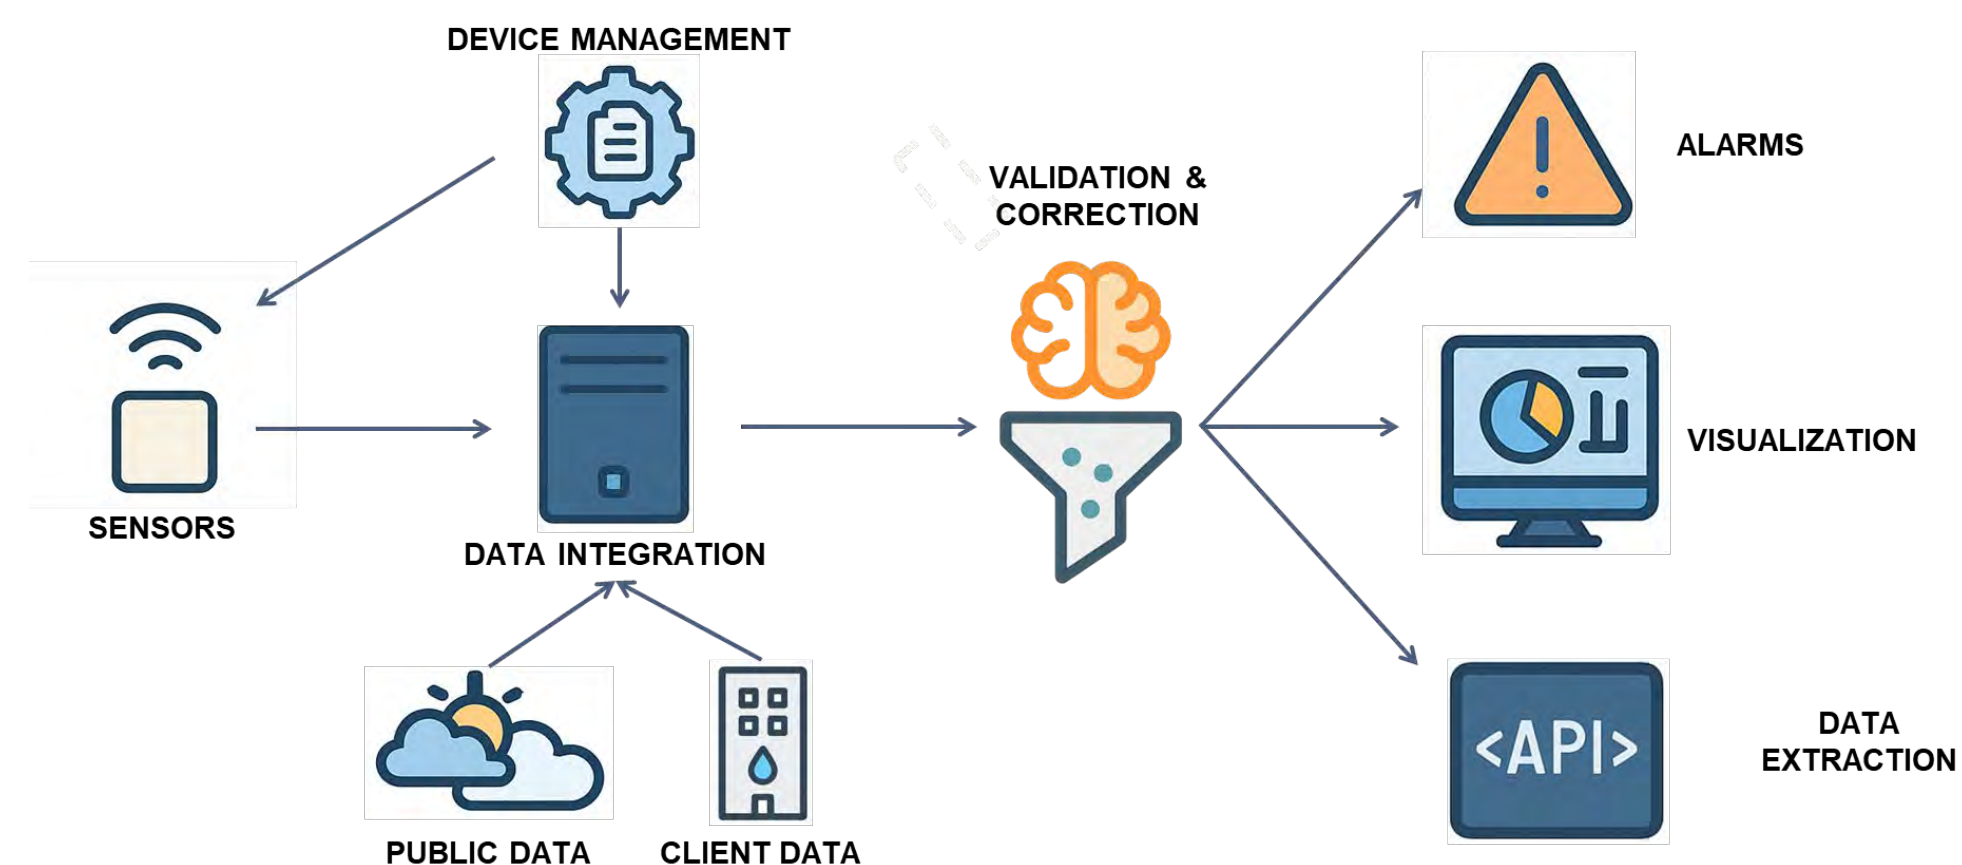 DEVICE MANAGEMENT
ALARMS
VALIDATION &
CORRECTION
VISUALIZATION
SENSORS
DATA INTEGRATION
<API>
DATA
EXTRACTION
PUBLIC DATA
CLIENT DATA